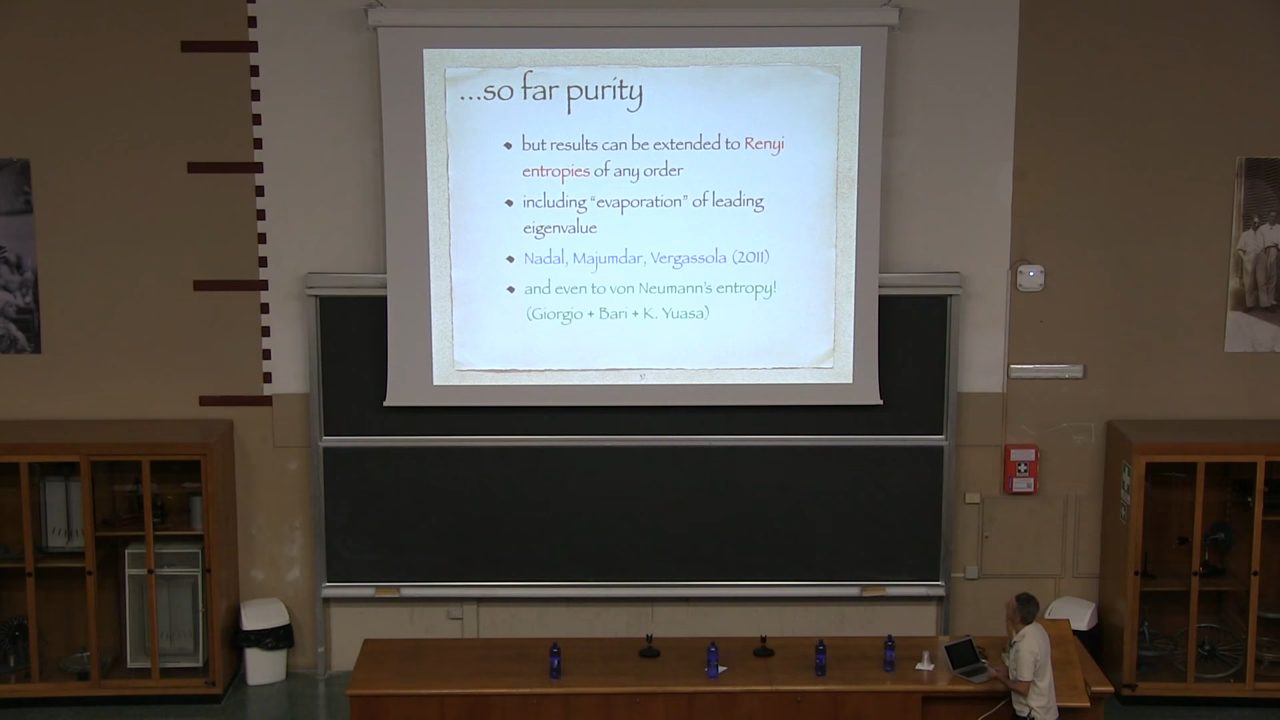 ...so far purity
but results can be extended to Renyi
entropies of any order
including “evaporation” of leading
eigenvalue
Nadal, Majumdar, Vergassola (2011)
and even to von Neumann's entropy!
(Giorgio + Bari + K. Yuasa)